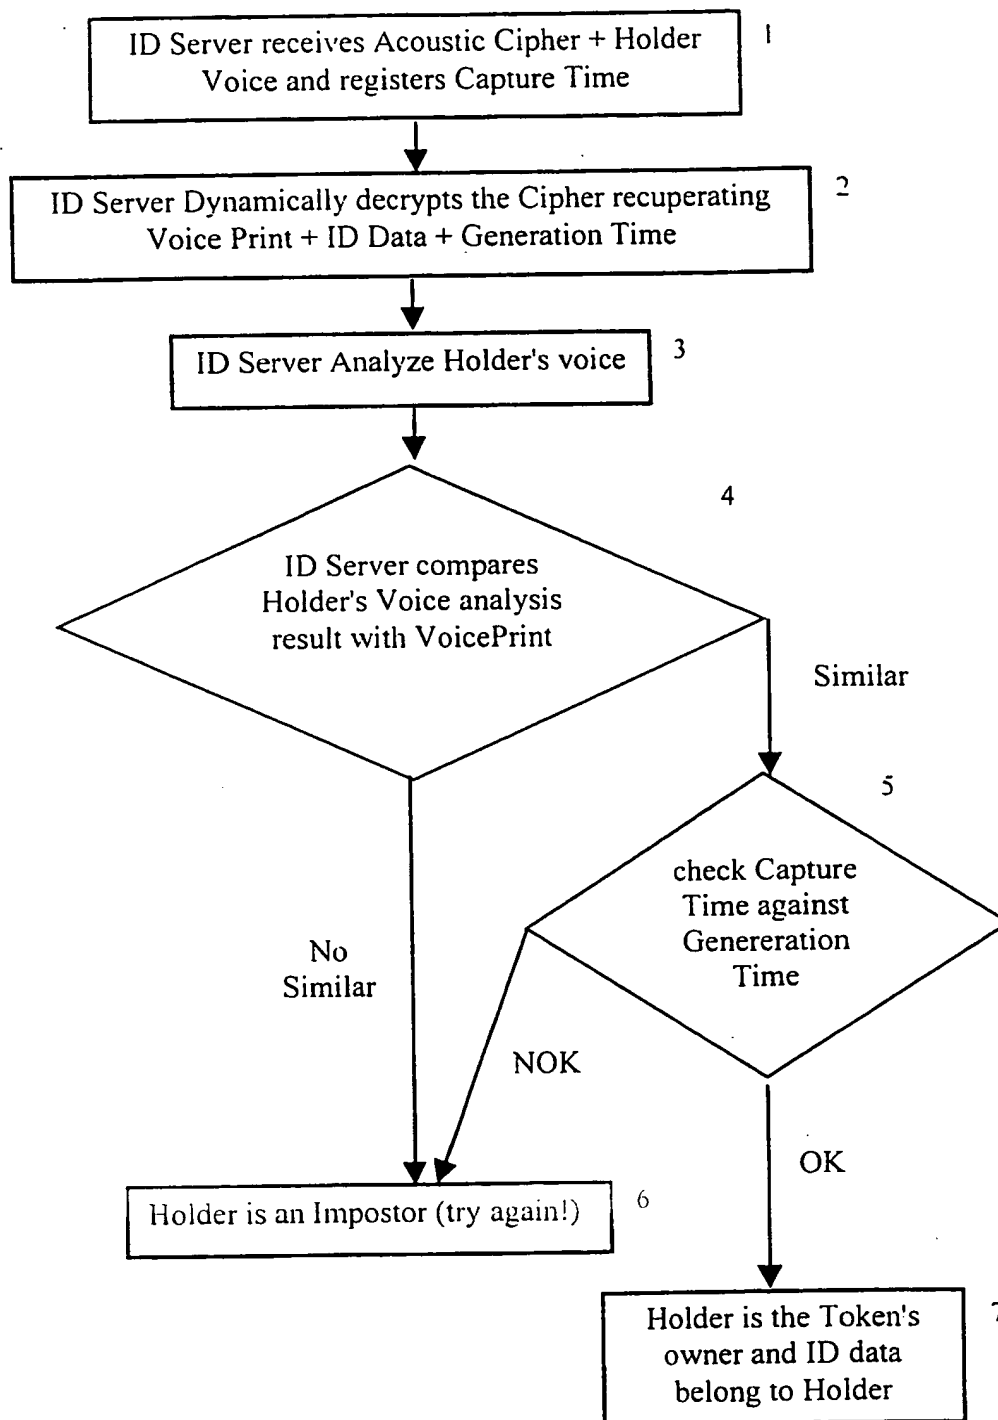 ID Server receives Acoustic Cipher + Holder
Voice and registers Capture Time
1
ID Server Dynamically decrypts the Cipher recuperating
Voice Print + ID Data + Generation Time
2
ID Server Analyze Holder's voice
3
4
ID Server compares
Holder's Voice analysis
result with VoicePrint
Similar
5
check Capture
Time against
Genereration
Time
No
Similar
NOK
OK
Holder is an Impostor (try again!)
6
Holder is the Token's
owner and ID data
belong to Holder
7